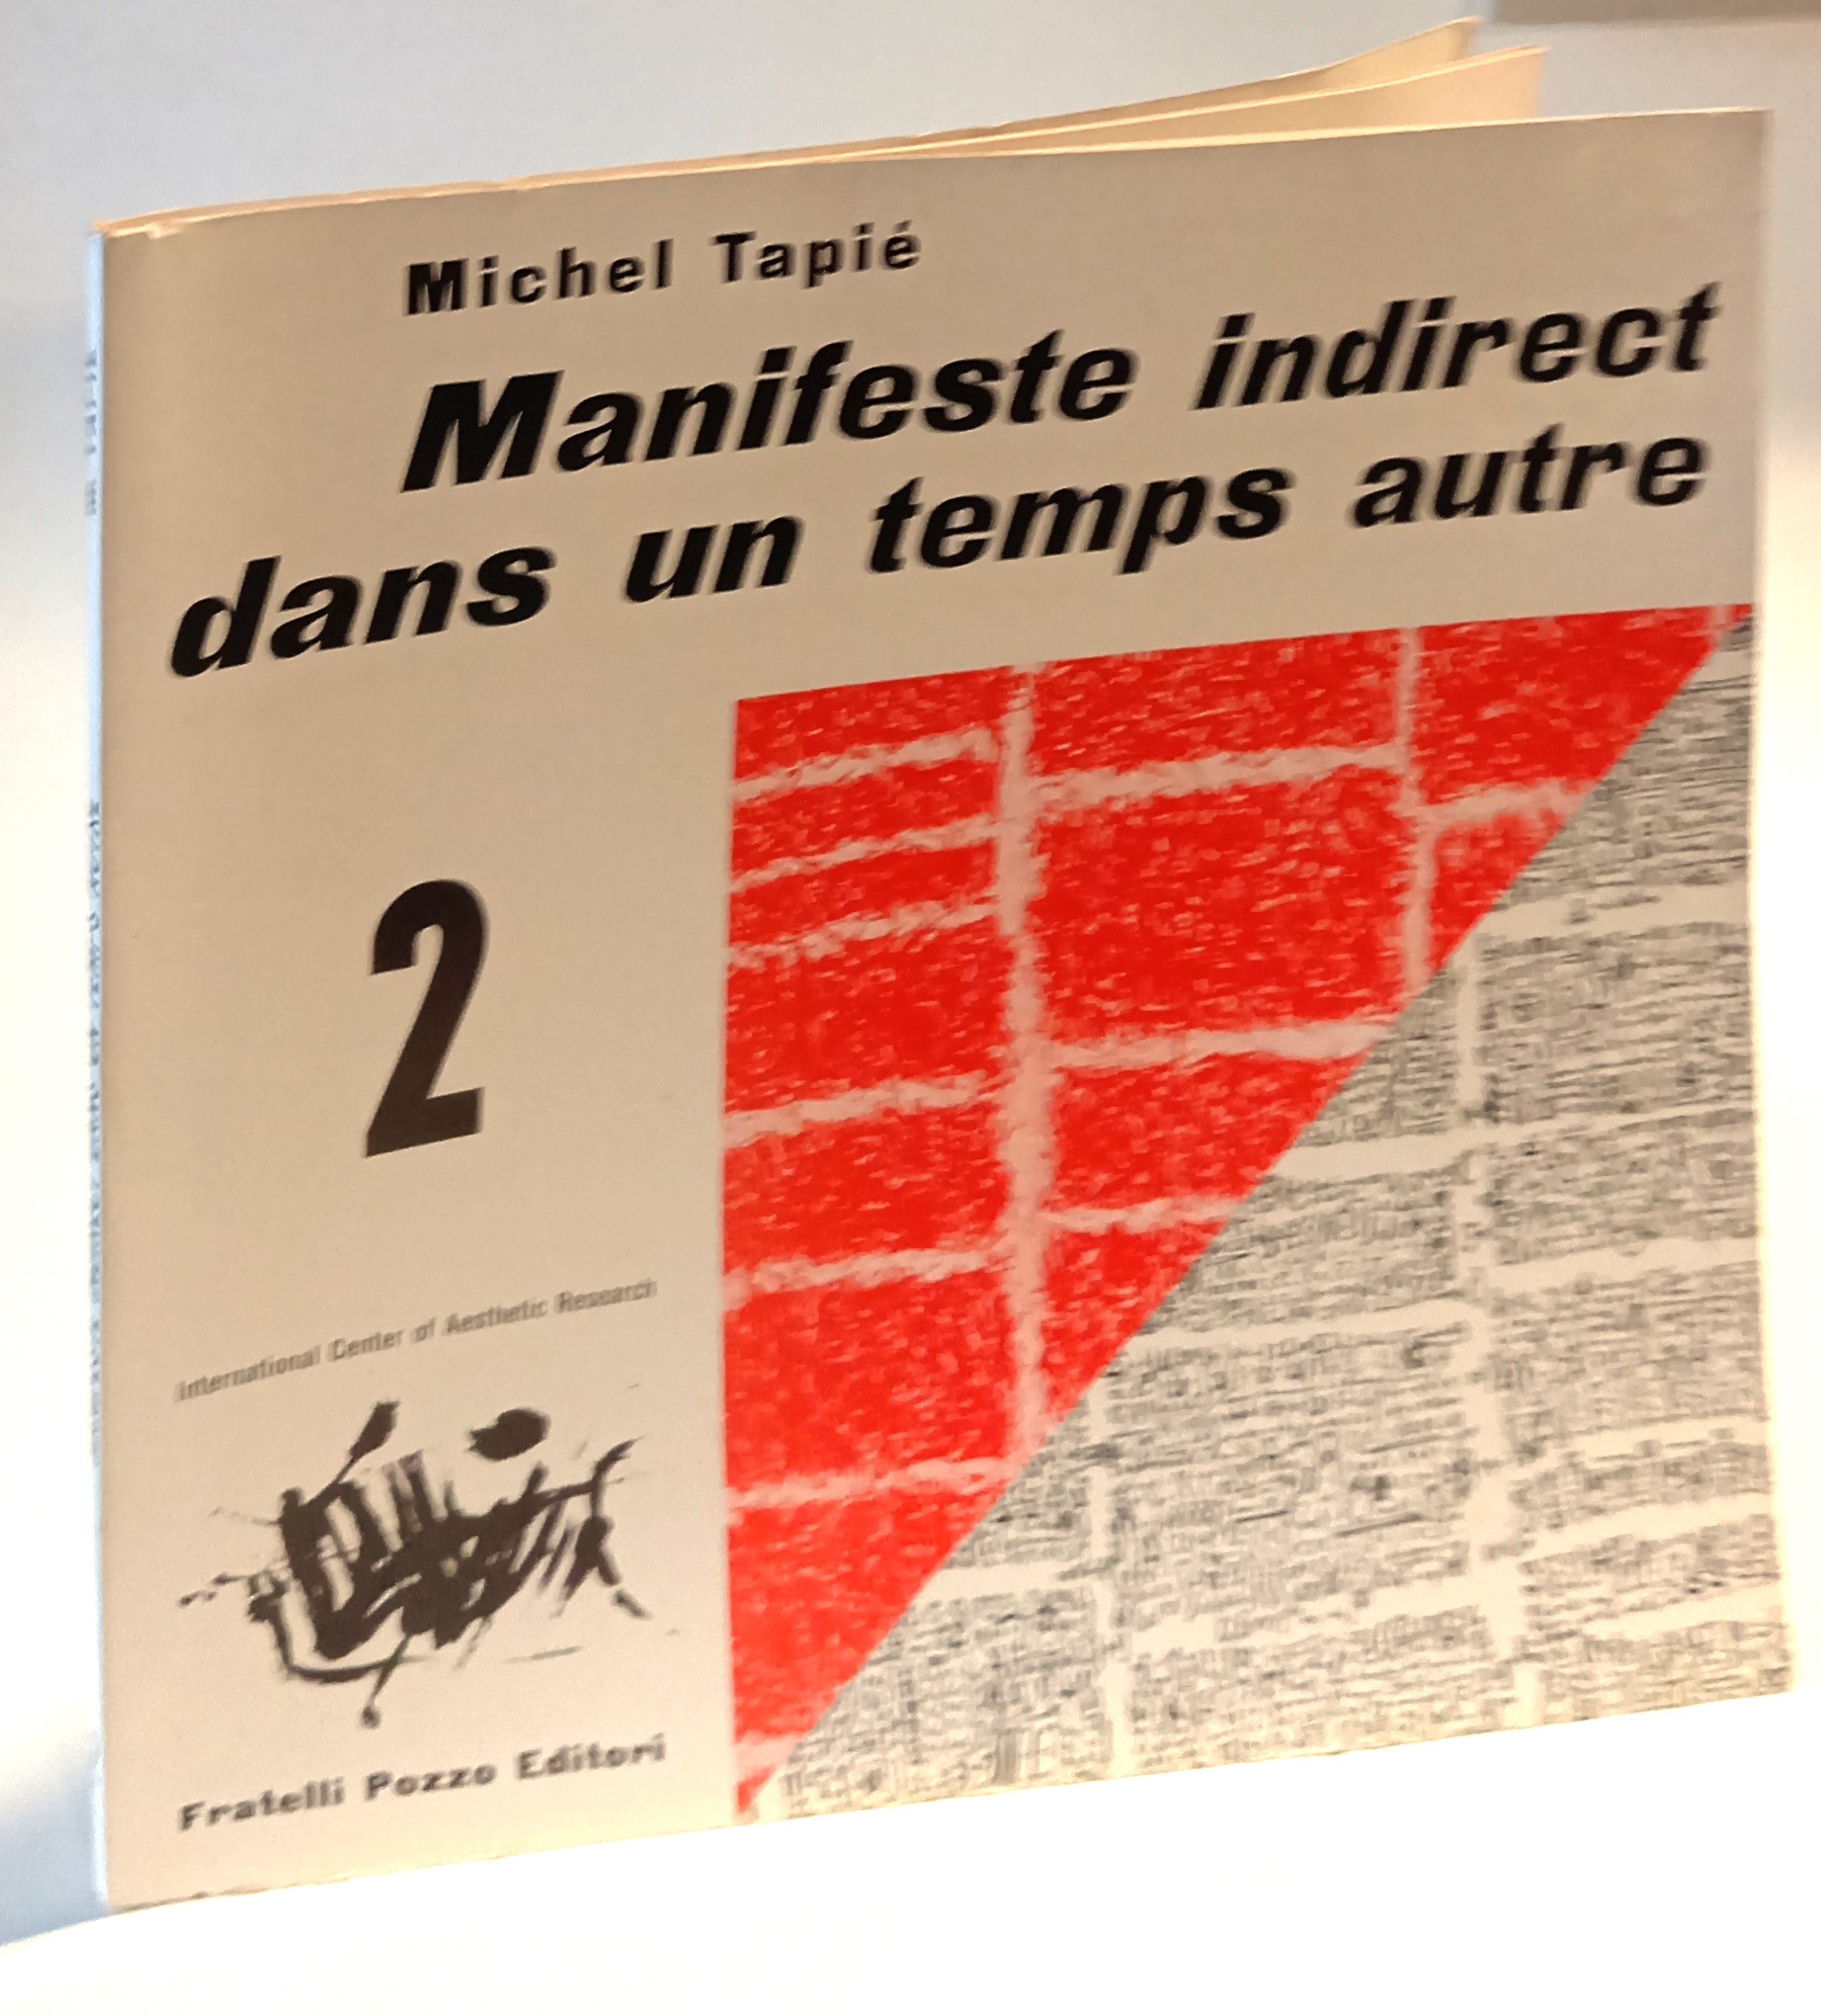 Michel Tapié
Manifeste indirect
dans un temps autre
2
International Center of Aesthetic Research
Fratelli Pozzo Editori